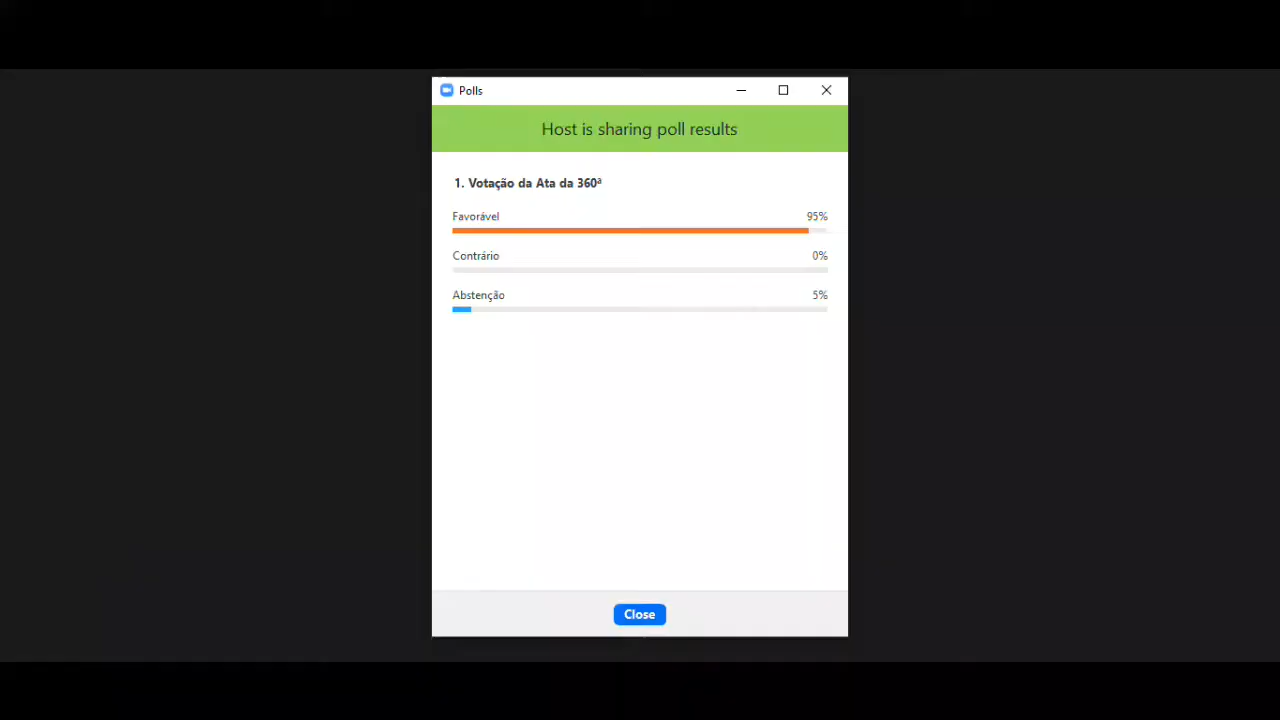 Polls
Host is sharing poll results
1. Votação da Ata da 360ª
Favorável 95%
Contrário 0%
Abstenção 5%
Close